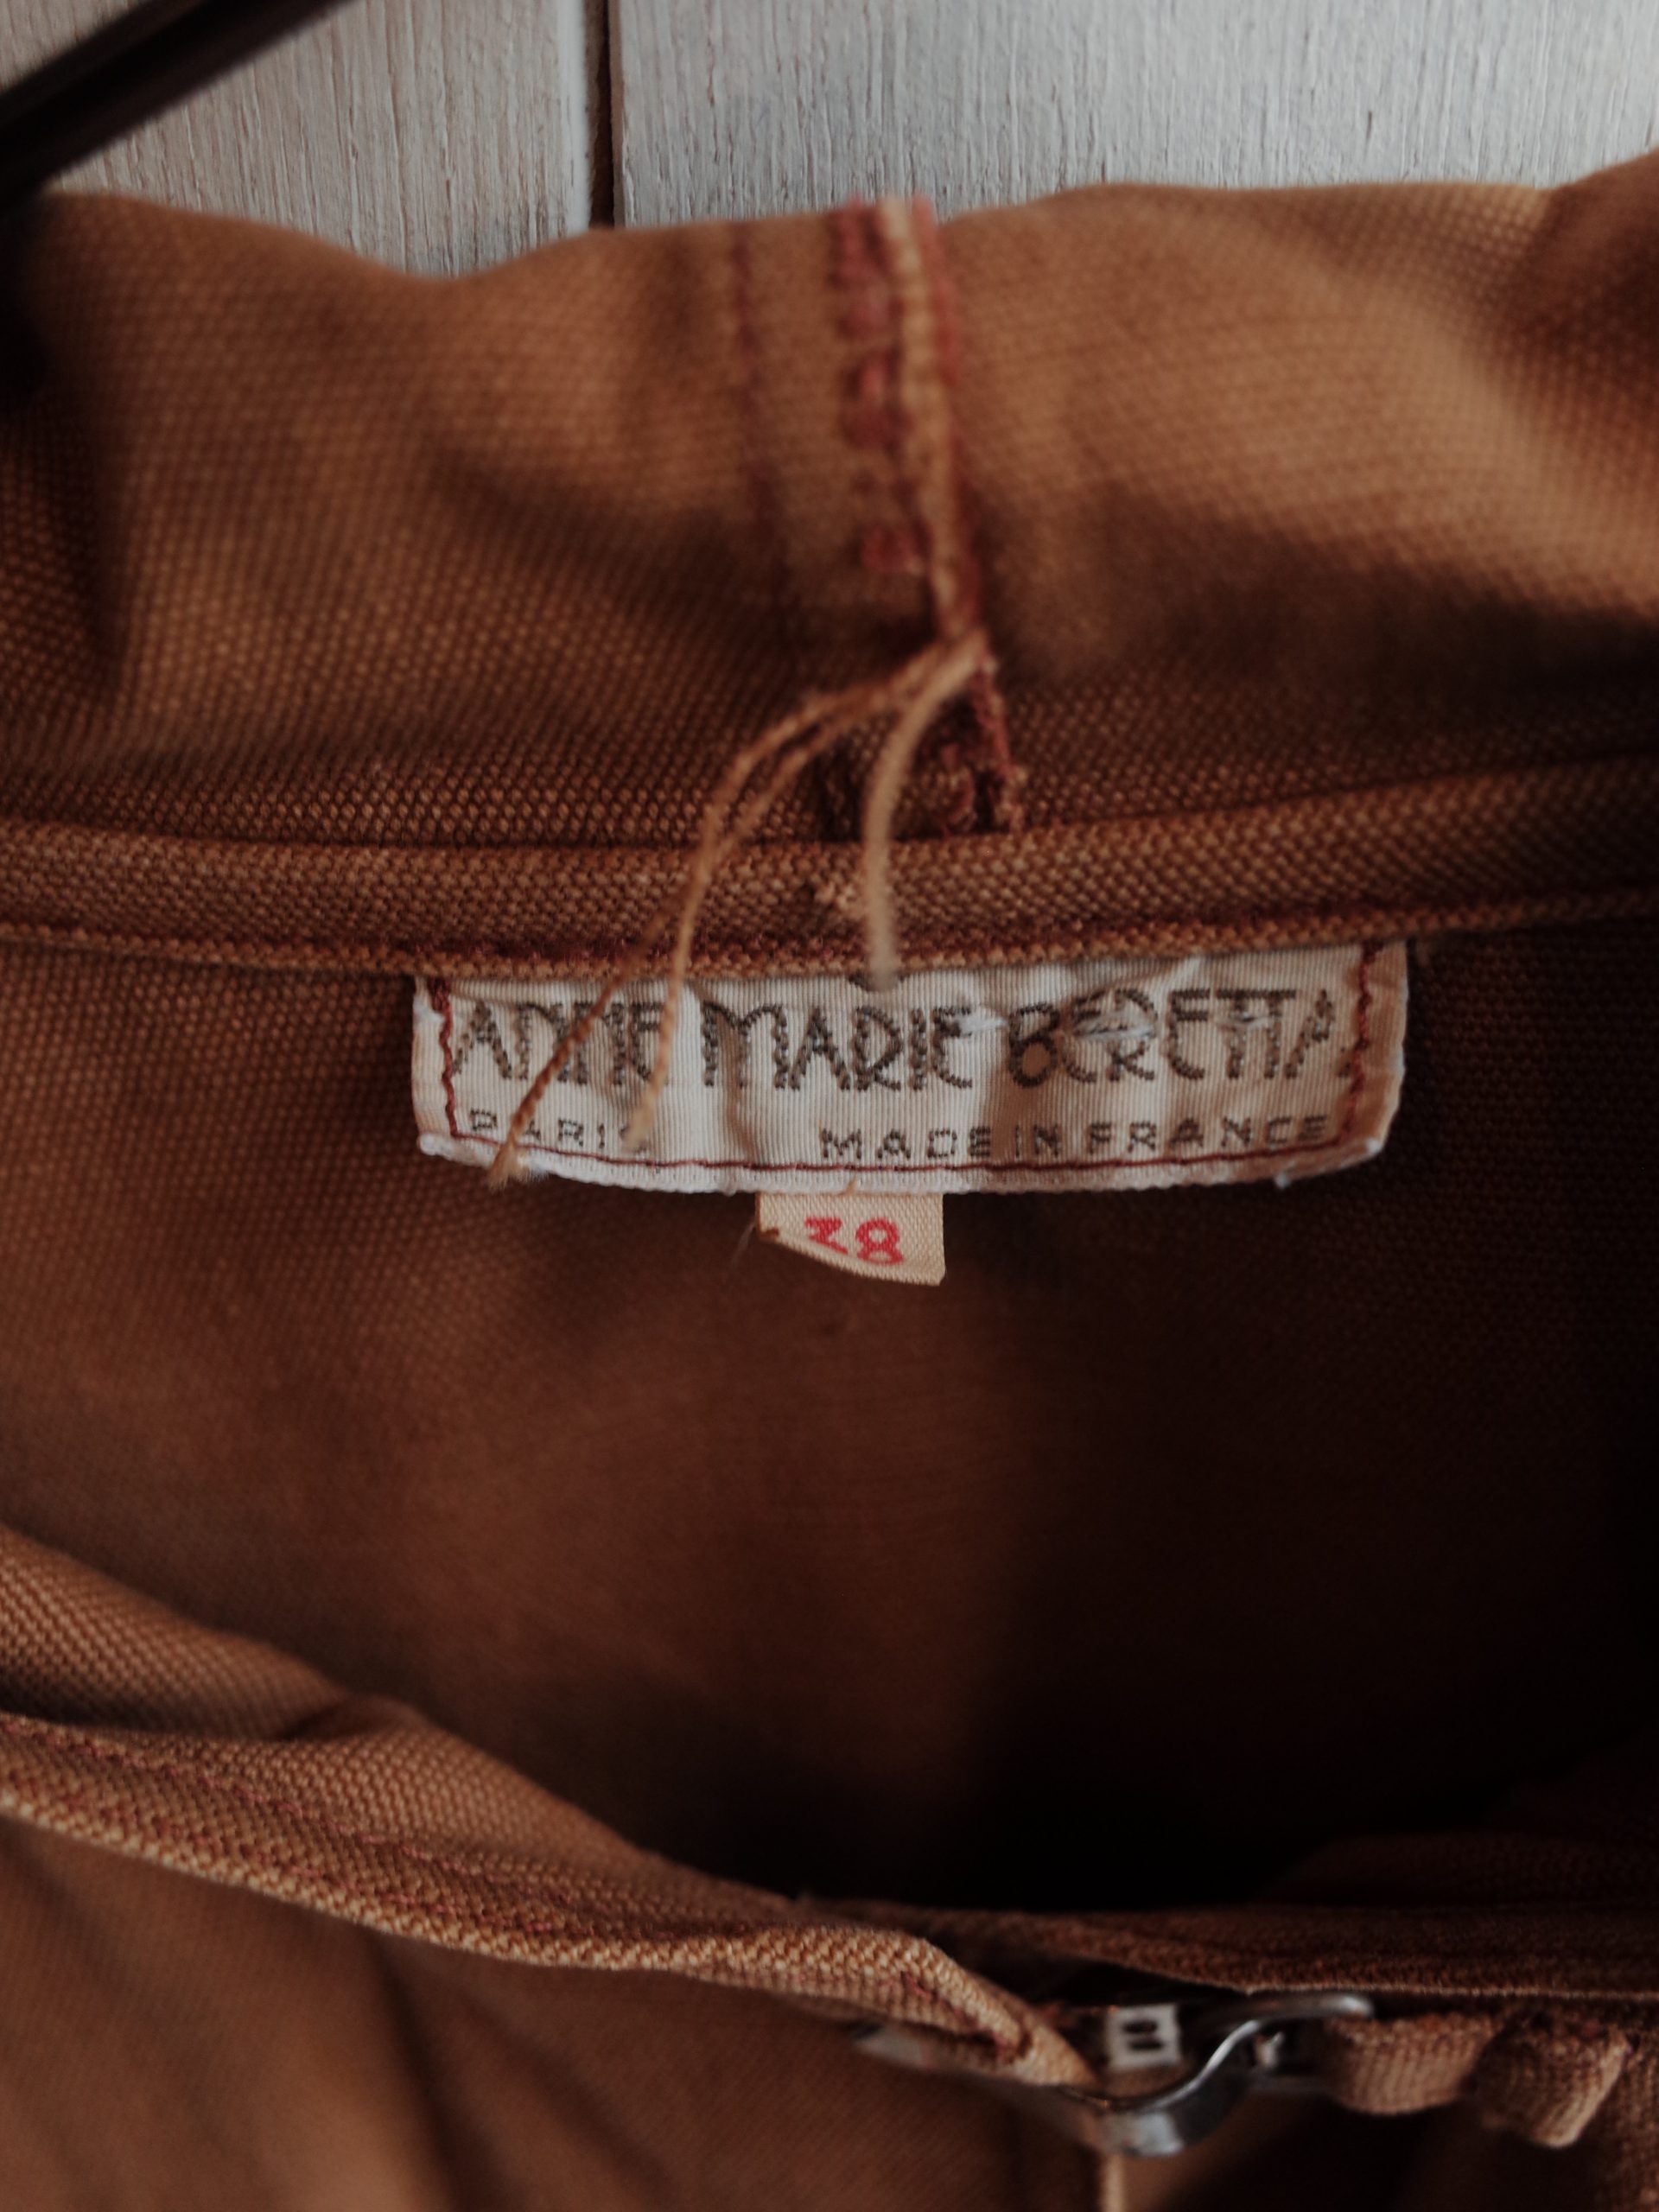 ANNE MARIE BERETTA
PARIS MADE IN FRANCE
38